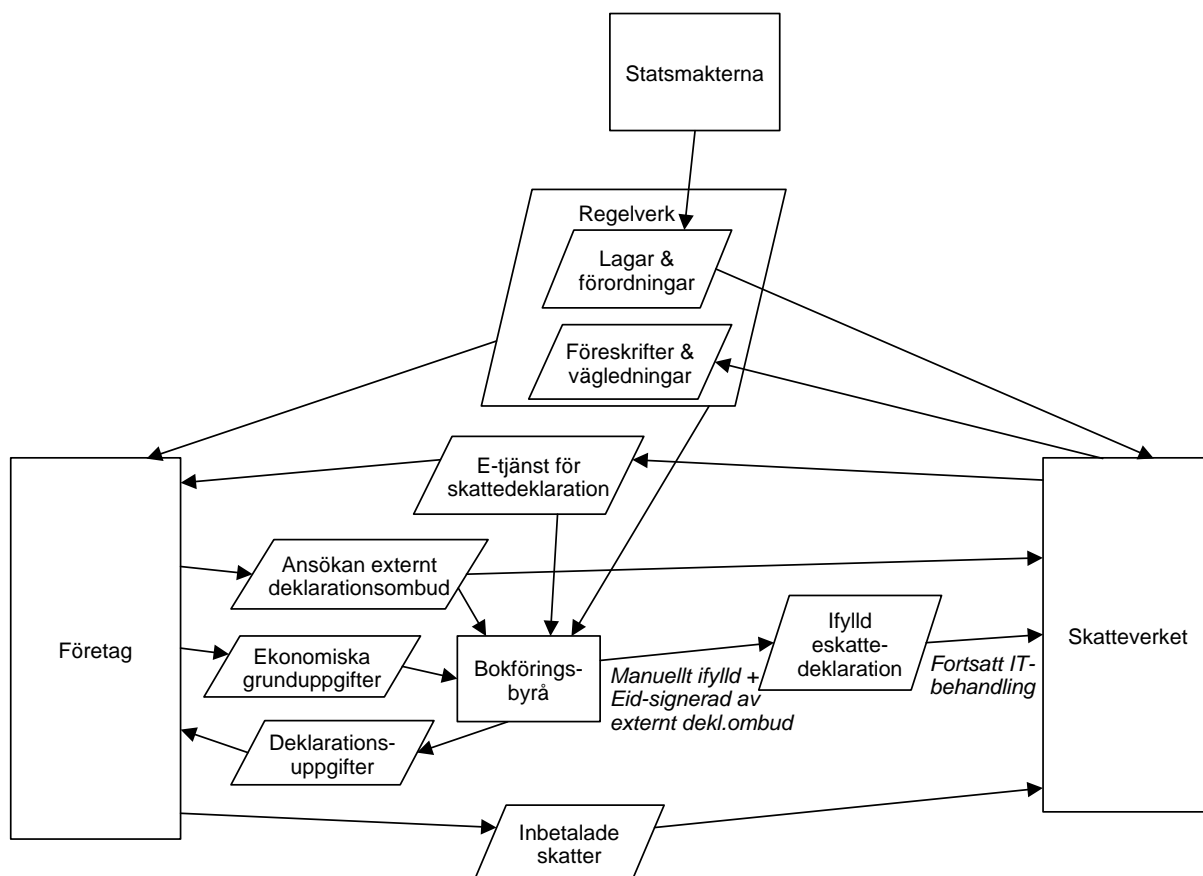 Statsmakterna
Regelverk
Lagar &
förordningar
Föreskrifter &
vägledningar
E-tjänst för
skattedeklaration
Ansökan externt
deklarationsombud
Företag
Ekonomiska
grunduppgifter
Bokförings-
byrå
Manuellt ifylld +
Eid-signerad av
externt dekl.ombud
Ifylld
eskatte-
deklaration
Fortsatt IT-
behandling
Skatteverket
Deklarations-
uppgifter
Inbetalade
skatter